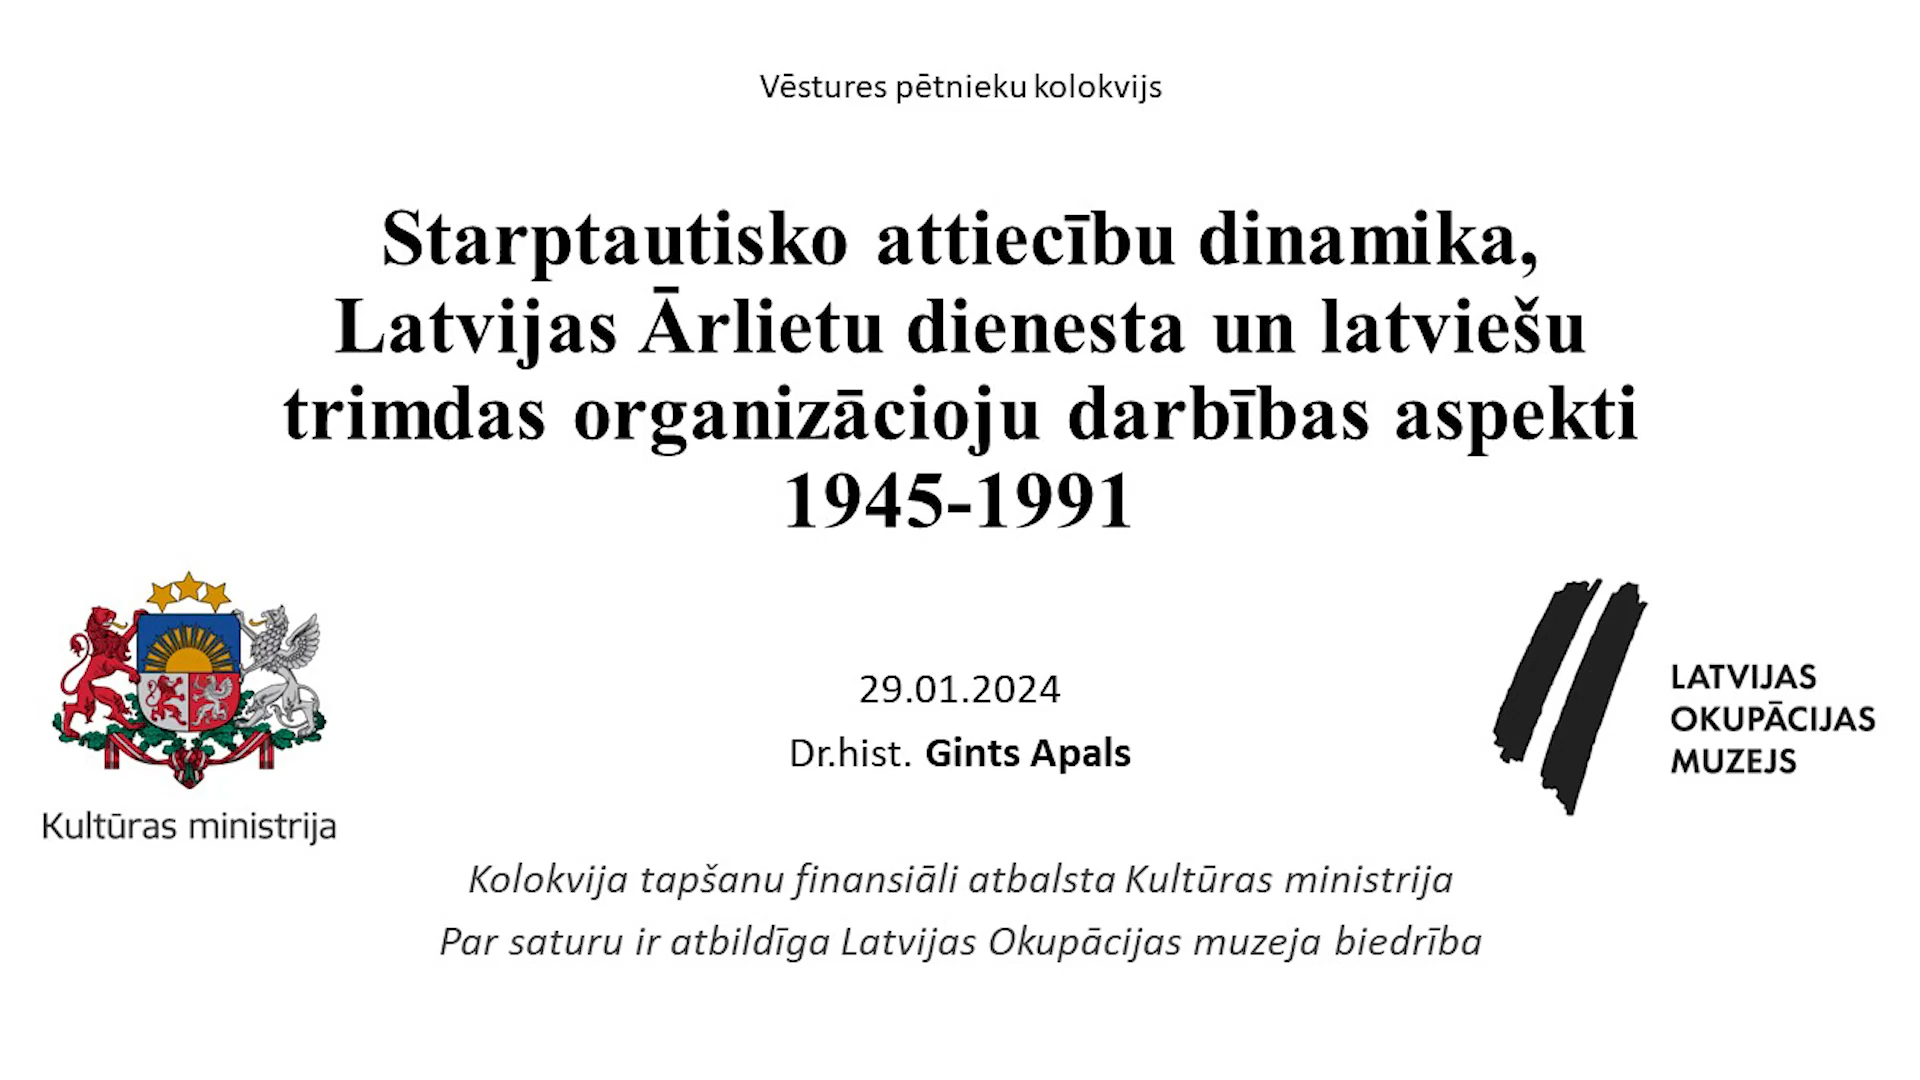 Vēstures pētnieku kolokvijs
Starptautisko attiecību dinamika,
Latvijas Ārlietu dienesta un latviešu
trimdas organizācioju darbības aspekti
1945-1991
29.01.2024
Dr.hist. Gints Apals
Kultūras ministrija
LATVIJAS
OKUPĀCIJAS
MUZEJS
Kolokvija tapšanu finansiāli atbalsta Kultūras ministrija
Par saturu ir atbildīga Latvijas Okupācijas muzeja biedrība